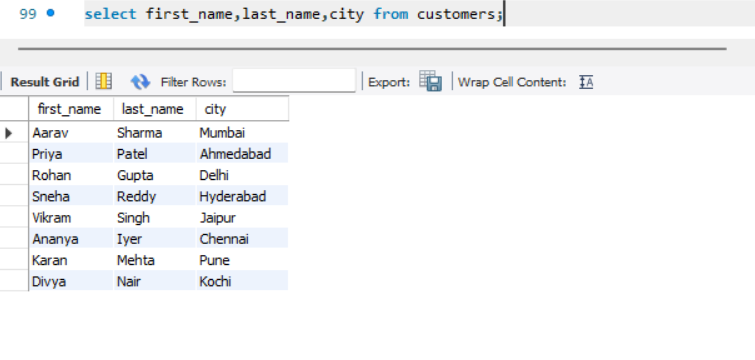 99 select first_name,last_name,city from customers;
Result Grid Filter Rows: Export: Wrap Cell Content: IA
first_name last_name city
Aarav Sharma Mumbai
Priya Patel Ahmedabad
Rohan Gupta Delhi
Sneha Reddy Hyderabad
Vikram Singh Jaipur
Ananya Iyer Chennai
Karan Mehta Pune
Divya Nair Kochi